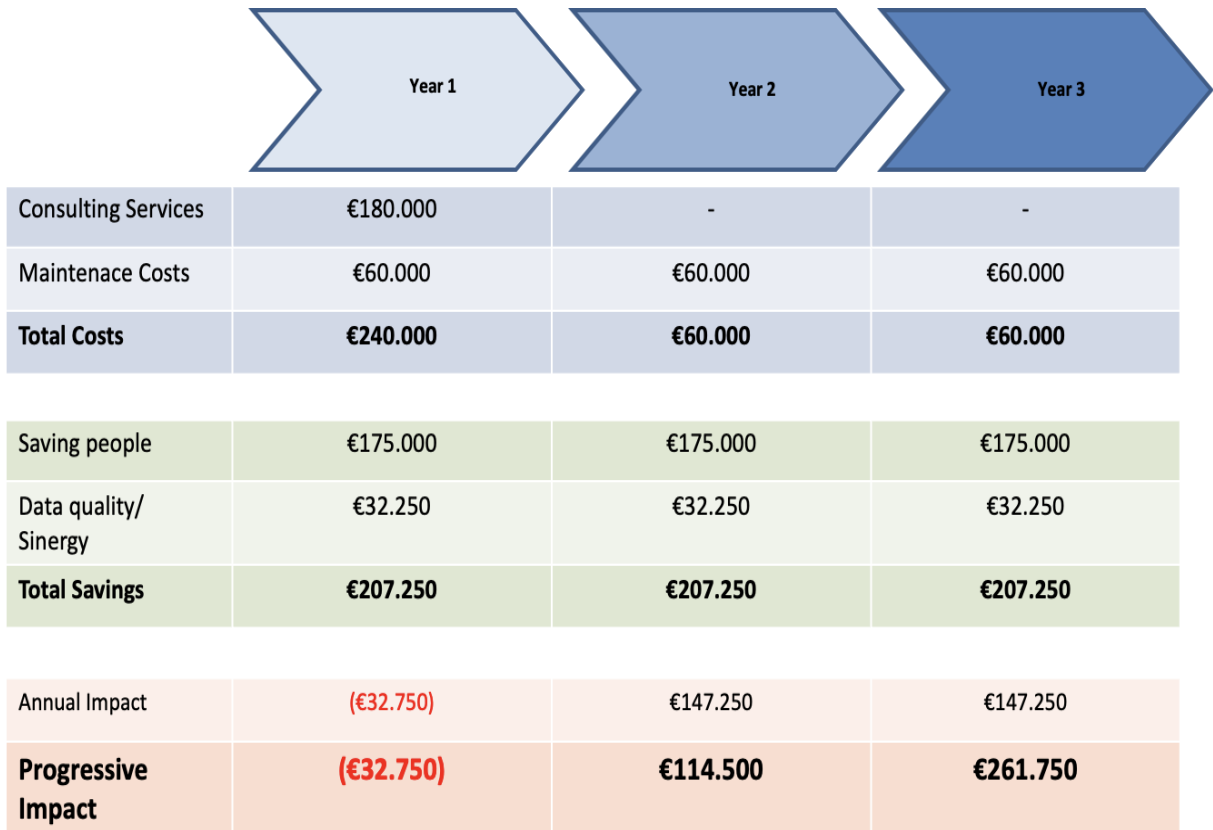 Year 1 Year 2 Year 3
Consulting Services €180.000 - -
Maintenace Costs €60.000 €60.000 €60.000
Total Costs €240.000 €60.000 €60.000
Saving people €175.000 €175.000 €175.000
Data quality/ €32.250 €32.250 €32.250
Sinergy
Total Savings €207.250 €207.250 €207.250
Annual Impact (€32.750) €147.250 €147.250
Progressive (€32.750) €114.500 €261.750
Impact